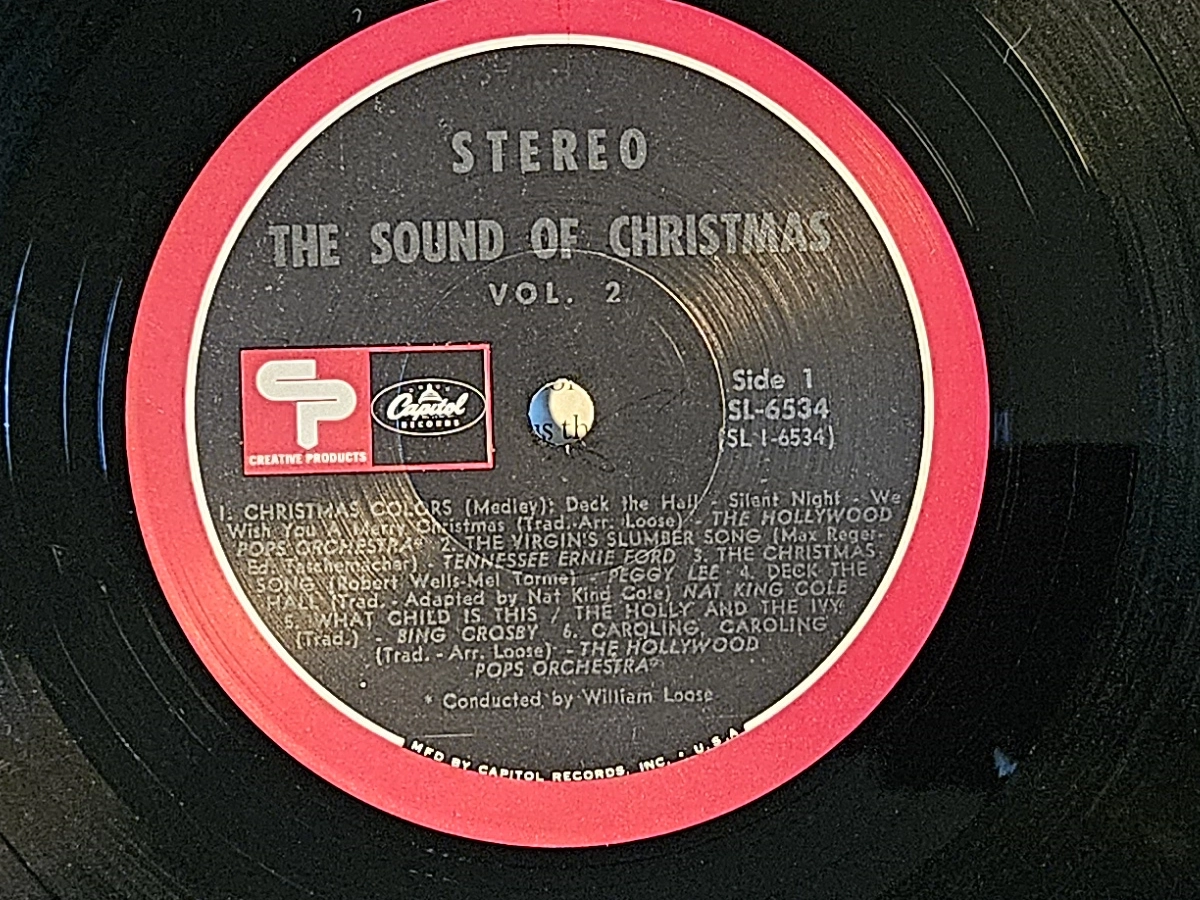 STEREO
THE SOUND OF CHRISTMAS
VOL. 2
CP
CREATIVE PRODUCTS
Capitol
RECORDS
Side 1
SL-6534
(SL 1-6534)
us th
1. CHRISTMAS COLORS (Medley): Deck the Hall - Silent Night - We
Wish You A Merry Christmas (Trad.-Arr. Loose) - THE HOLLYWOOD
POPS ORCHESTRA* 2. THE VIRGIN'S SLUMBER SONG (Max Reger-
Ed. Teschemacher) - TENNESSEE ERNIE FORD 3. THE CHRISTMAS
SONG (Robert Wells-Mel Torme) - PEGGY LEE 4. DECK THE
HALL (Trad. - Adapted by Nat Kind Cole) NAT KING COLE
5. WHAT CHILD IS THIS / THE HOLLY AND THE IVY
(Trad.) - BING CROSBY 6. CAROLING, CAROLING
(Trad. - Arr. Loose) - THE HOLLYWOOD
POPS ORCHESTRA*
* Conducted by William Loose
MFD BY CAPITOL RECORDS, INC. • U.S.A